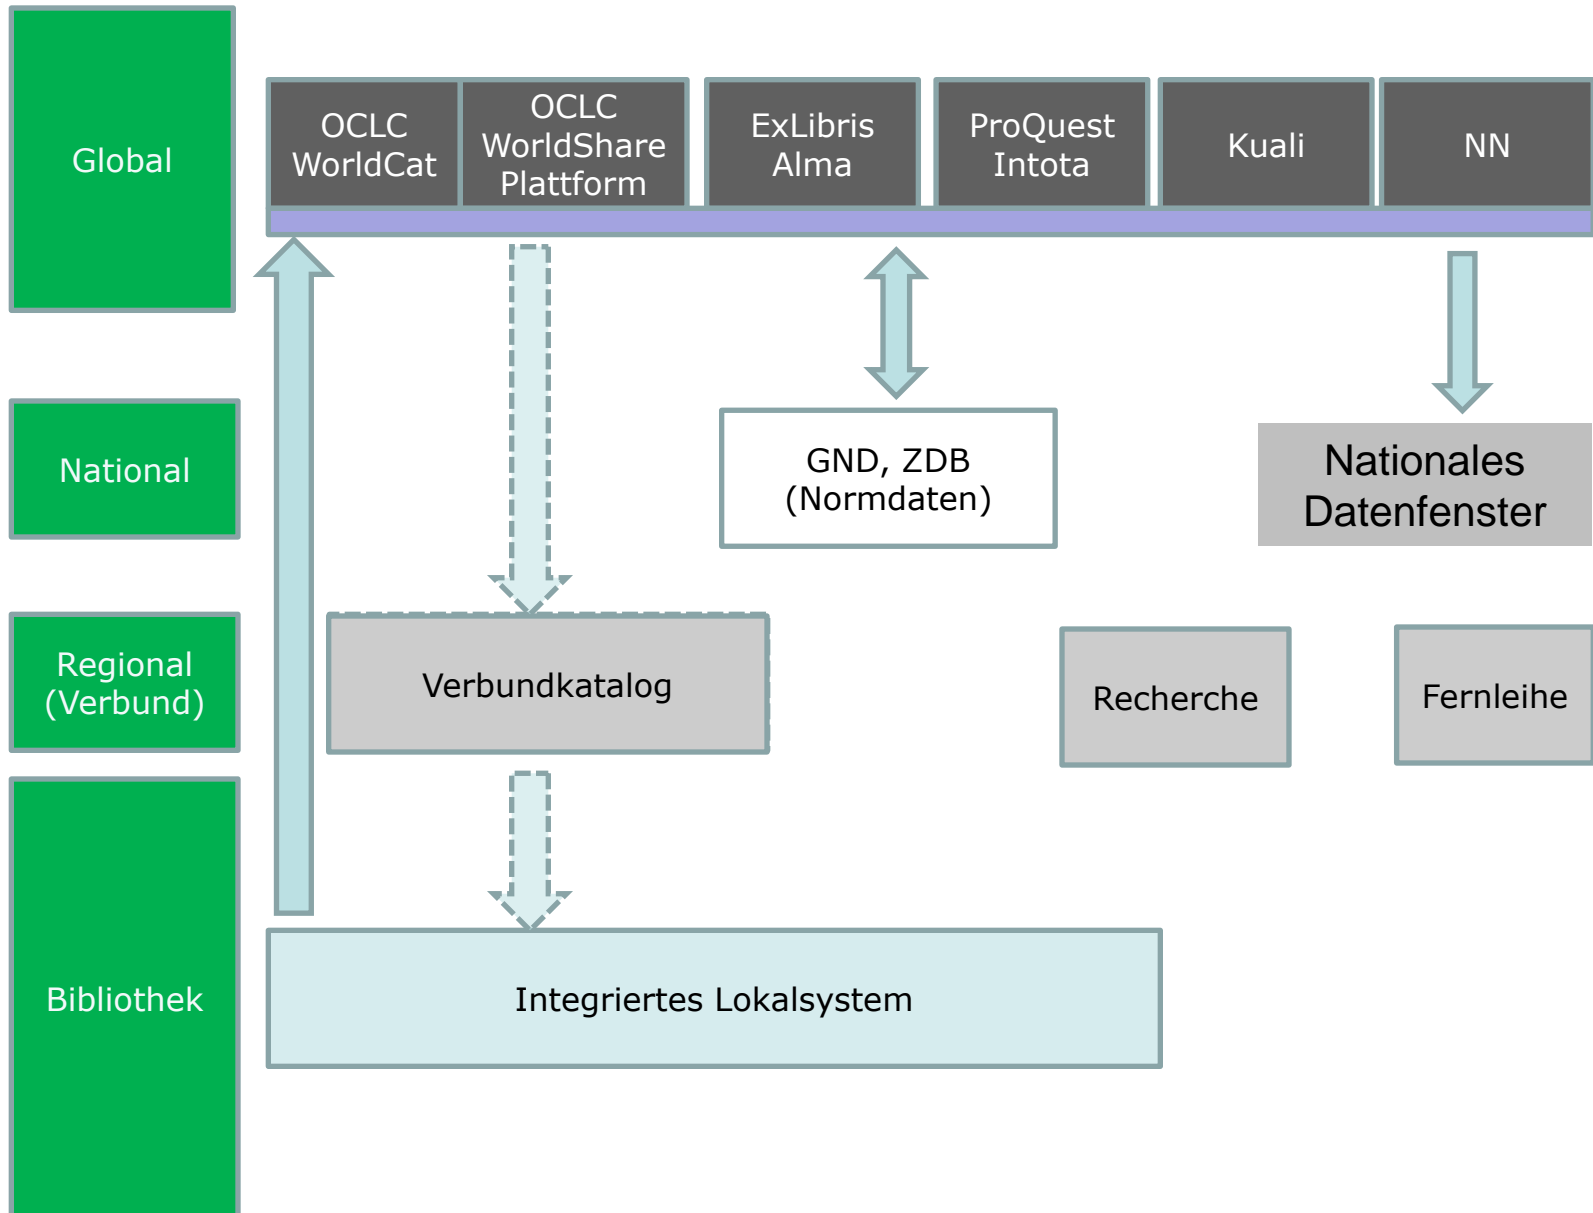 Global
OCLC
WorldCat
OCLC
WorldShare
Plattform
ExLibris
Alma
ProQuest
Intota
Kuali
NN
National
GND, ZDB
(Normdaten)
Nationales
Datenfenster
Regional
(Verbund)
Verbundkatalog
Recherche
Fernleihe
Bibliothek
Integriertes Lokalsystem